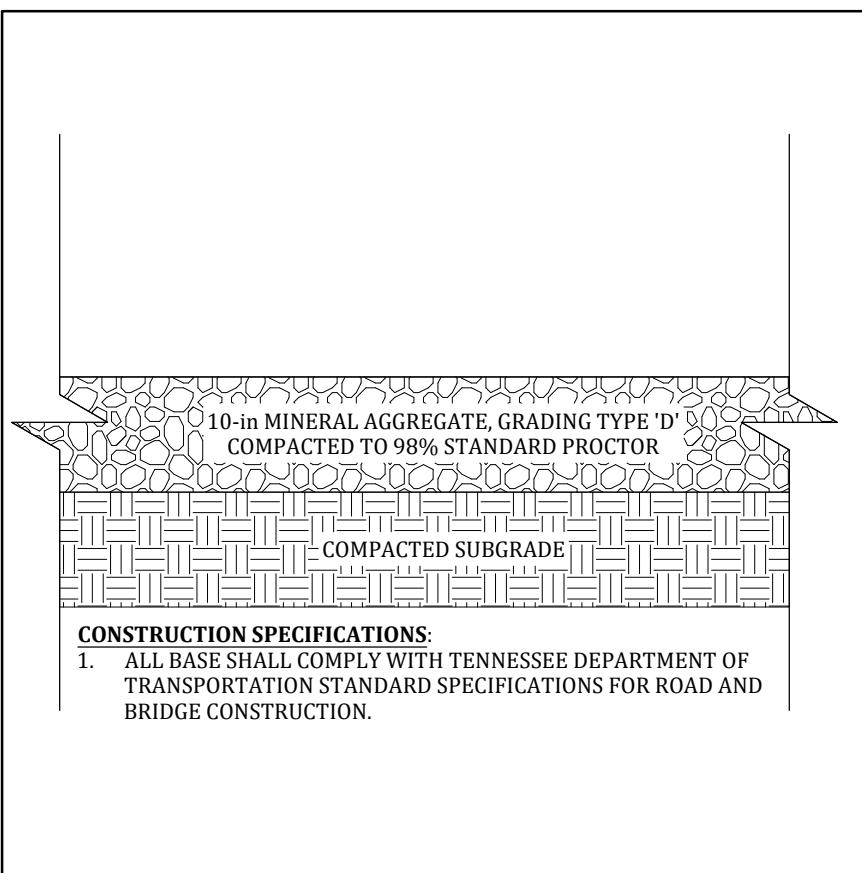 10-in MINERAL AGGREGATE, GRADING TYPE 'D'
COMPACTED TO 98% STANDARD PROCTOR
COMPACTED SUBGRADE
CONSTRUCTION SPECIFICATIONS:
1. ALL BASE SHALL COMPLY WITH TENNESSEE DEPARTMENT OF
TRANSPORTATION STANDARD SPECIFICATIONS FOR ROAD AND
BRIDGE CONSTRUCTION.